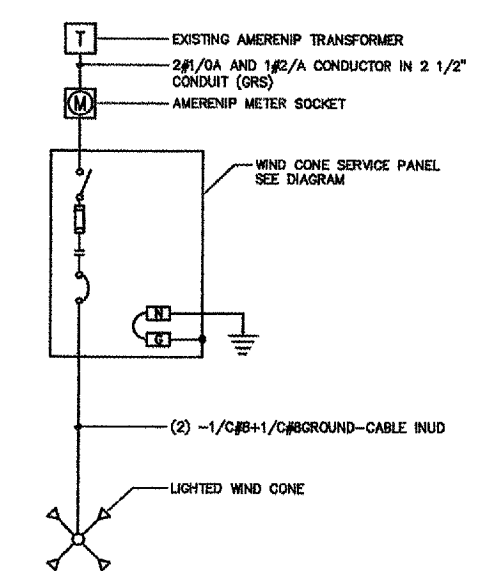 T
EXISTING AMERENIP TRANSFORMER
2#1/0A AND 1#2/A CONDUCTOR IN 2 1/2"
CONDUIT (GRS)
M
AMERENIP METER SOCKET
WIND CONE SERVICE PANEL
SEE DIAGRAM
N
G
(2) -1/C#8+1/C#8GROUND-CABLE INUD
LIGHTED WIND CONE